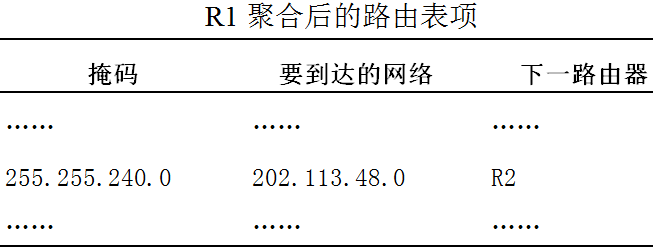 R1 聚合后的路由表项
掩码 要到达的网络 下一路由器
…… …… ……
255.255.240.0 202.113.48.0 R2
…… …… ……